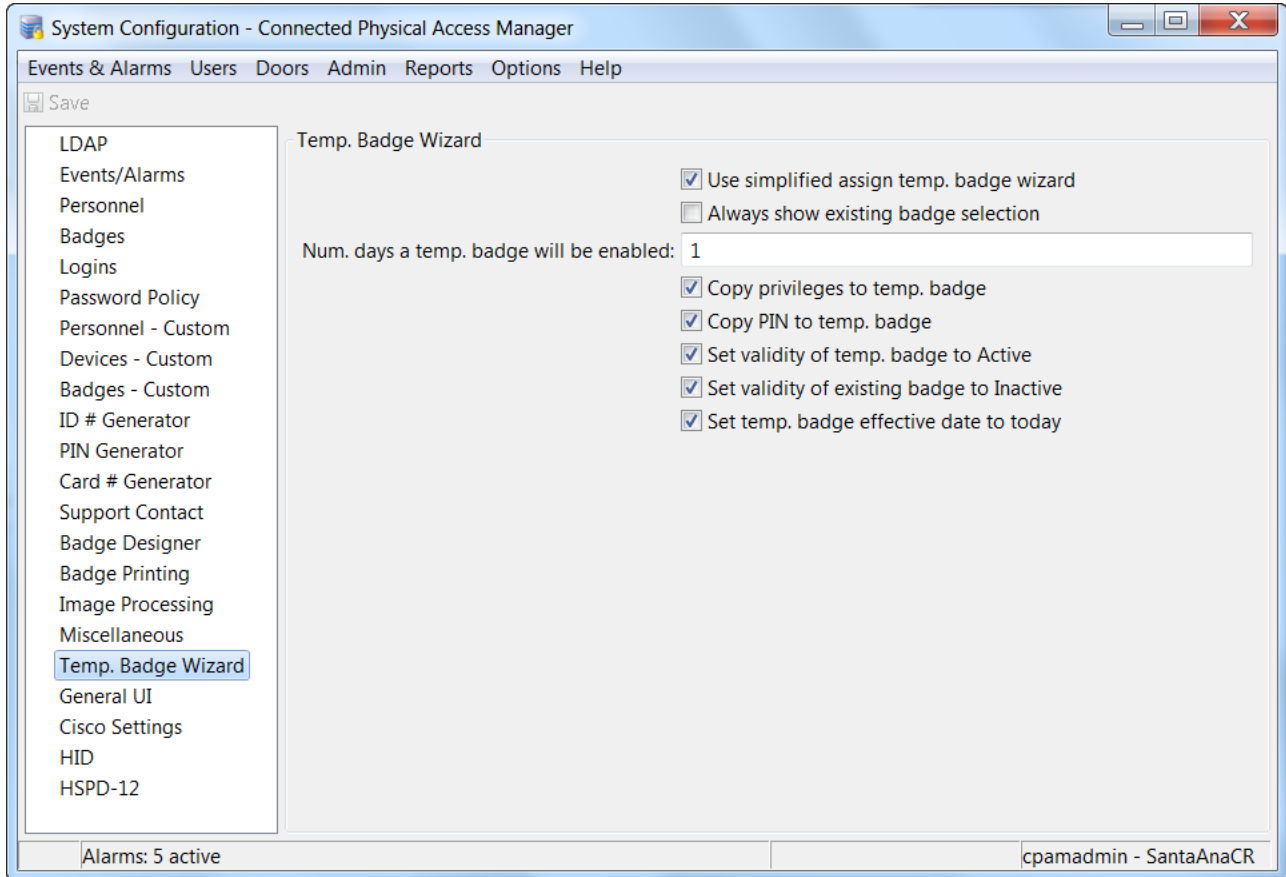 System Configuration - Connected Physical Access Manager
Events & Alarms Users Doors Admin Reports Options Help
Save
LDAP
Events/Alarms
Personnel
Badges
Logins
Password Policy
Personnel - Custom
Devices - Custom
Badges - Custom
ID # Generator
PIN Generator
Card # Generator
Support Contact
Badge Designer
Badge Printing
Image Processing
Miscellaneous
Temp. Badge Wizard
General UI
Cisco Settings
HID
HSPD-12
Temp. Badge Wizard
Use simplified assign temp. badge wizard
Always show existing badge selection
Num. days a temp. badge will be enabled: 1
Copy privileges to temp. badge
Copy PIN to temp. badge
Set validity of temp. badge to Active
Set validity of existing badge to Inactive
Set temp. badge effective date to today
Alarms: 5 active
cpamadmin - SantaAnaCR